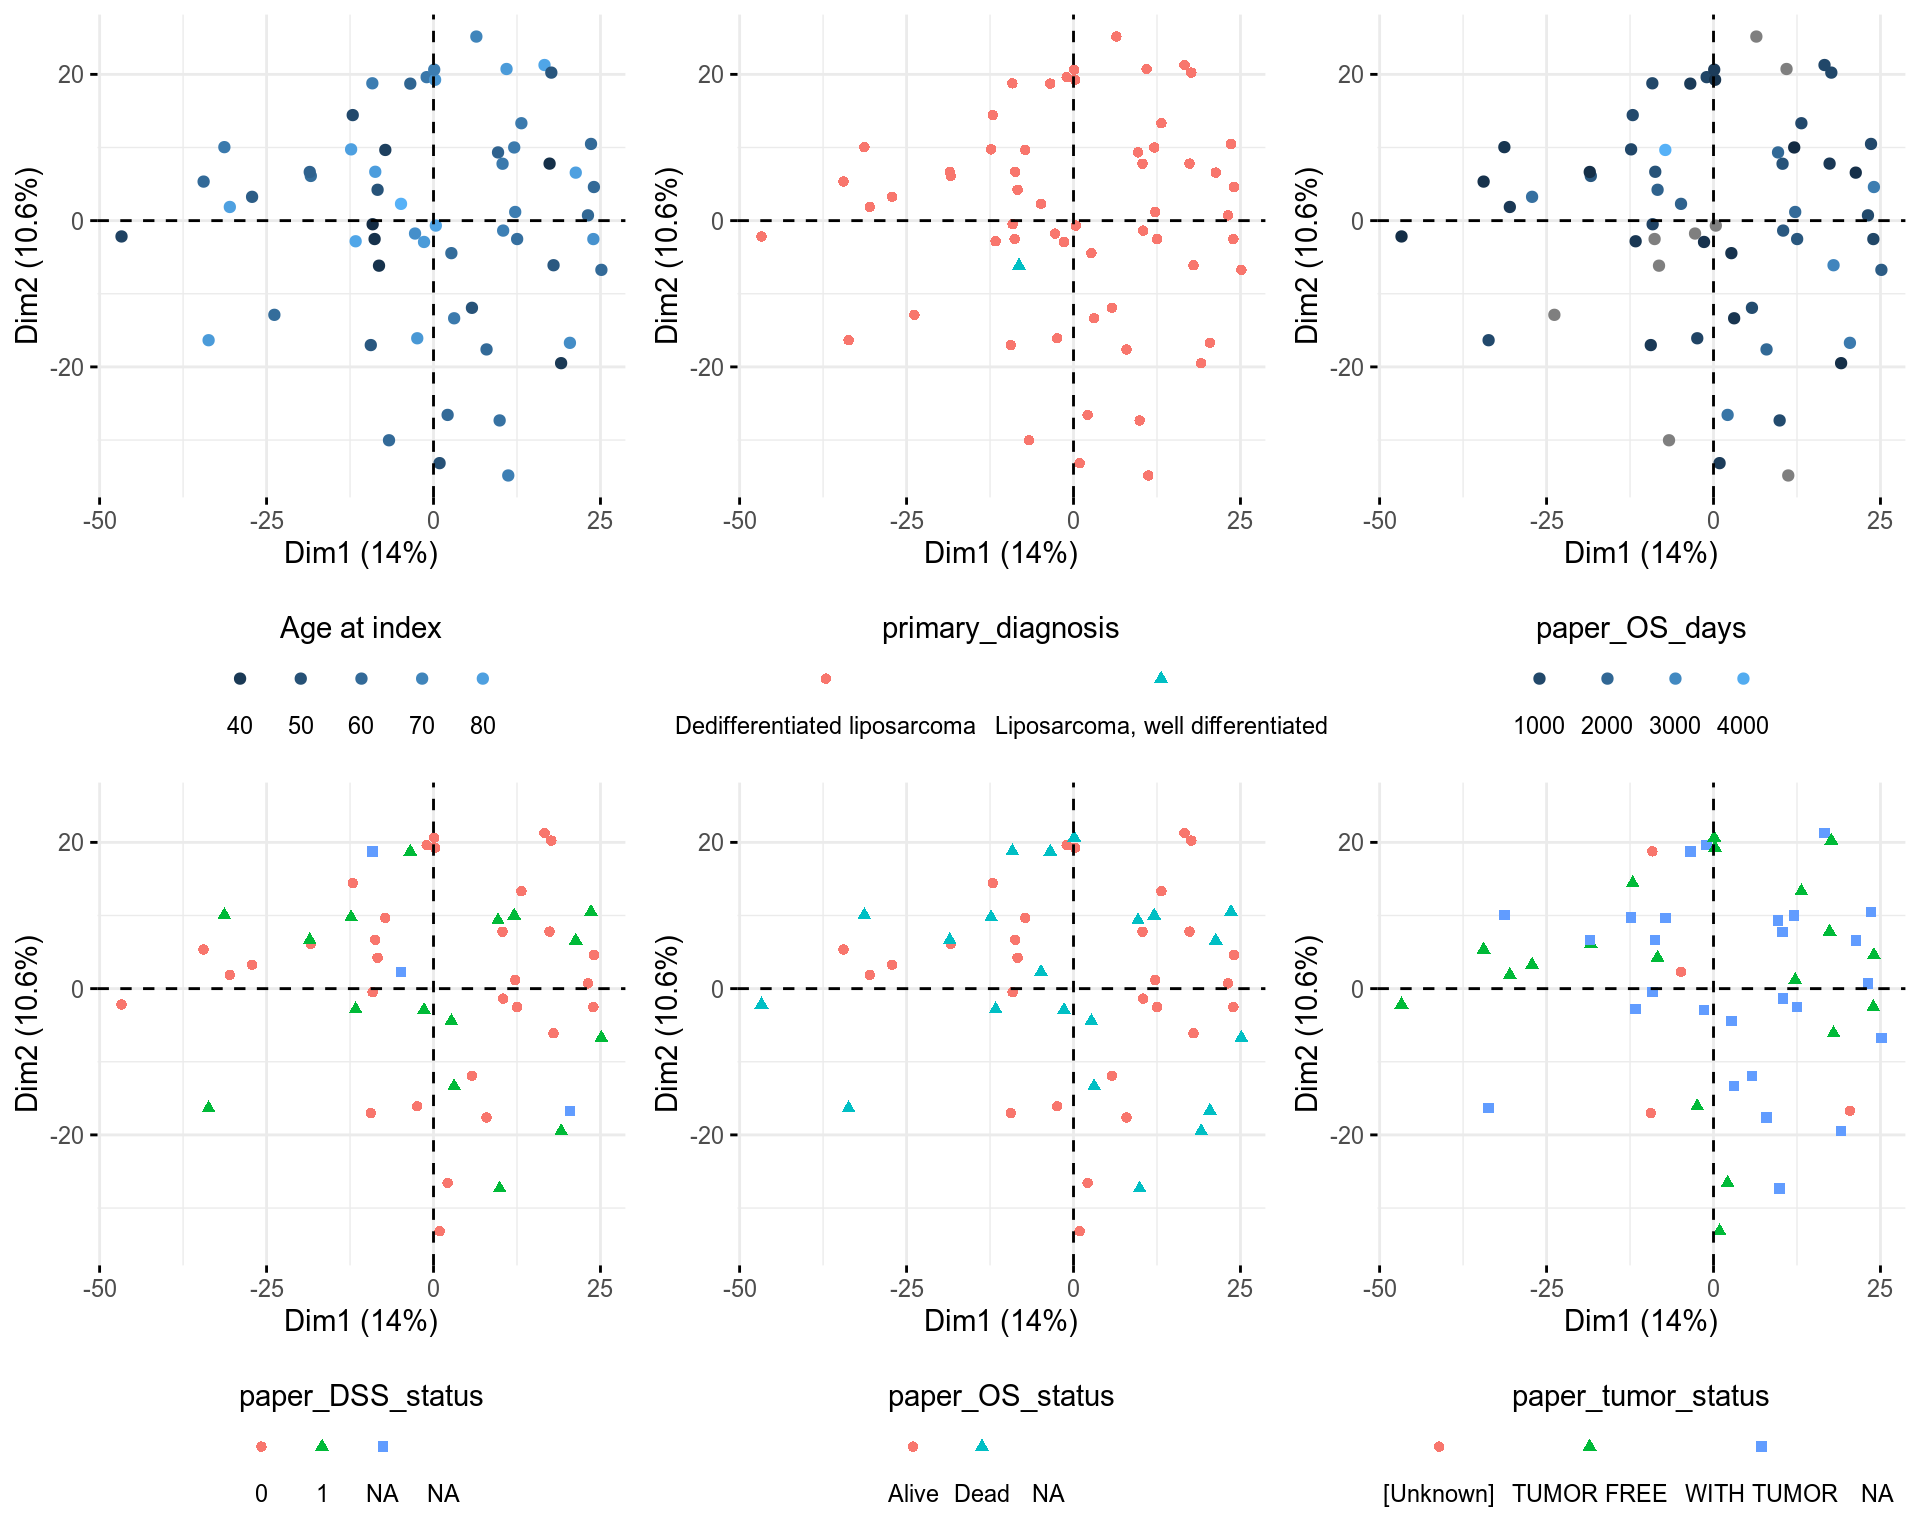 Dim2 (10.6%)
20
0
-20
-50 -25 0 25
Dim1 (14%)
Age at index
40 50 60 70 80
Dim2 (10.6%)
20
0
-20
-50 -25 0 25
Dim1 (14%)
primary_diagnosis
Dedifferentiated liposarcoma Liposarcoma, well differentiated
Dim2 (10.6%)
20
0
-20
-50 -25 0 25
Dim1 (14%)
paper_OS_days
1000 2000 3000 4000
Dim2 (10.6%)
20
0
-20
-50 -25 0 25
Dim1 (14%)
paper_DSS_status
0 1 NA NA
Dim2 (10.6%)
20
0
-20
-50 -25 0 25
Dim1 (14%)
paper_OS_status
Alive Dead NA
Dim2 (10.6%)
20
0
-20
-50 -25 0 25
Dim1 (14%)
paper_tumor_status
[Unknown] TUMOR FREE WITH TUMOR NA